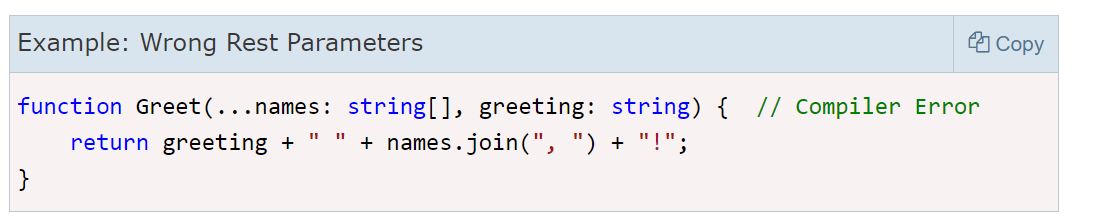 Example: Wrong Rest Parameters
Copy
function Greet(...names: string[], greeting: string) {  // Compiler Error
    return greeting + " " + names.join(", ") + "!";
}